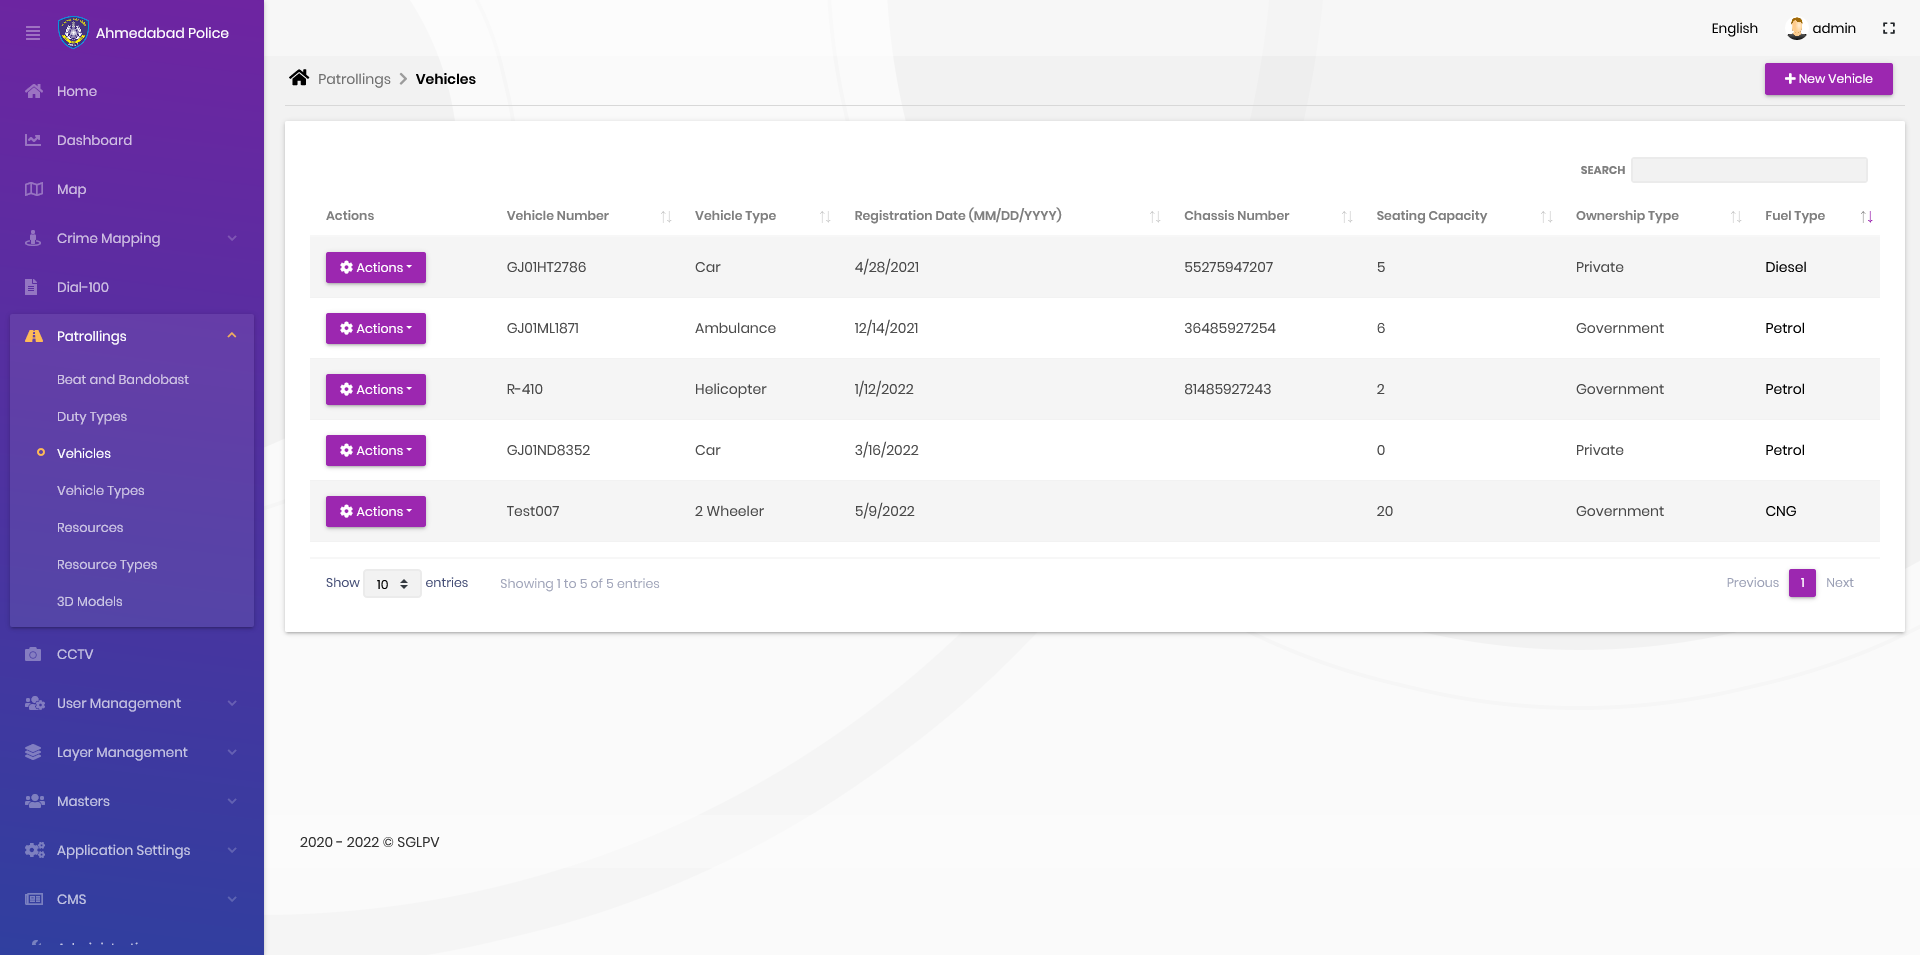 Ahmedabad Police
English
admin
Home
Dashboard
Map
Crime Mapping
Dial-100
Patrollings
Beat and Bandobast
Duty Types
Vehicles
Vehicle Types
Resources
Resource Types
3D Models
CCTV
User Management
Layer Management
Masters
Application Settings
CMS
Patrollings > Vehicles
New Vehicle
SEARCH
Actions Vehicle Number Vehicle Type Registration Date (MM/DD/YYYY) Chassis Number Seating Capacity Ownership Type Fuel Type
Actions GJ01HT2786 Car 4/28/2021 55275947207 5 Private Diesel
Actions GJ01ML1871 Ambulance 12/14/2021 36485927254 6 Government Petrol
Actions R-410 Helicopter 1/12/2022 81485927243 2 Government Petrol
Actions GJ01ND8352 Car 3/16/2022 0 Private Petrol
Actions Test007 2 Wheeler 5/9/2022 20 Government CNG
Show 10 entries Showing 1 to 5 of 5 entries Previous 1 Next
2020 - 2022 © SGLPV